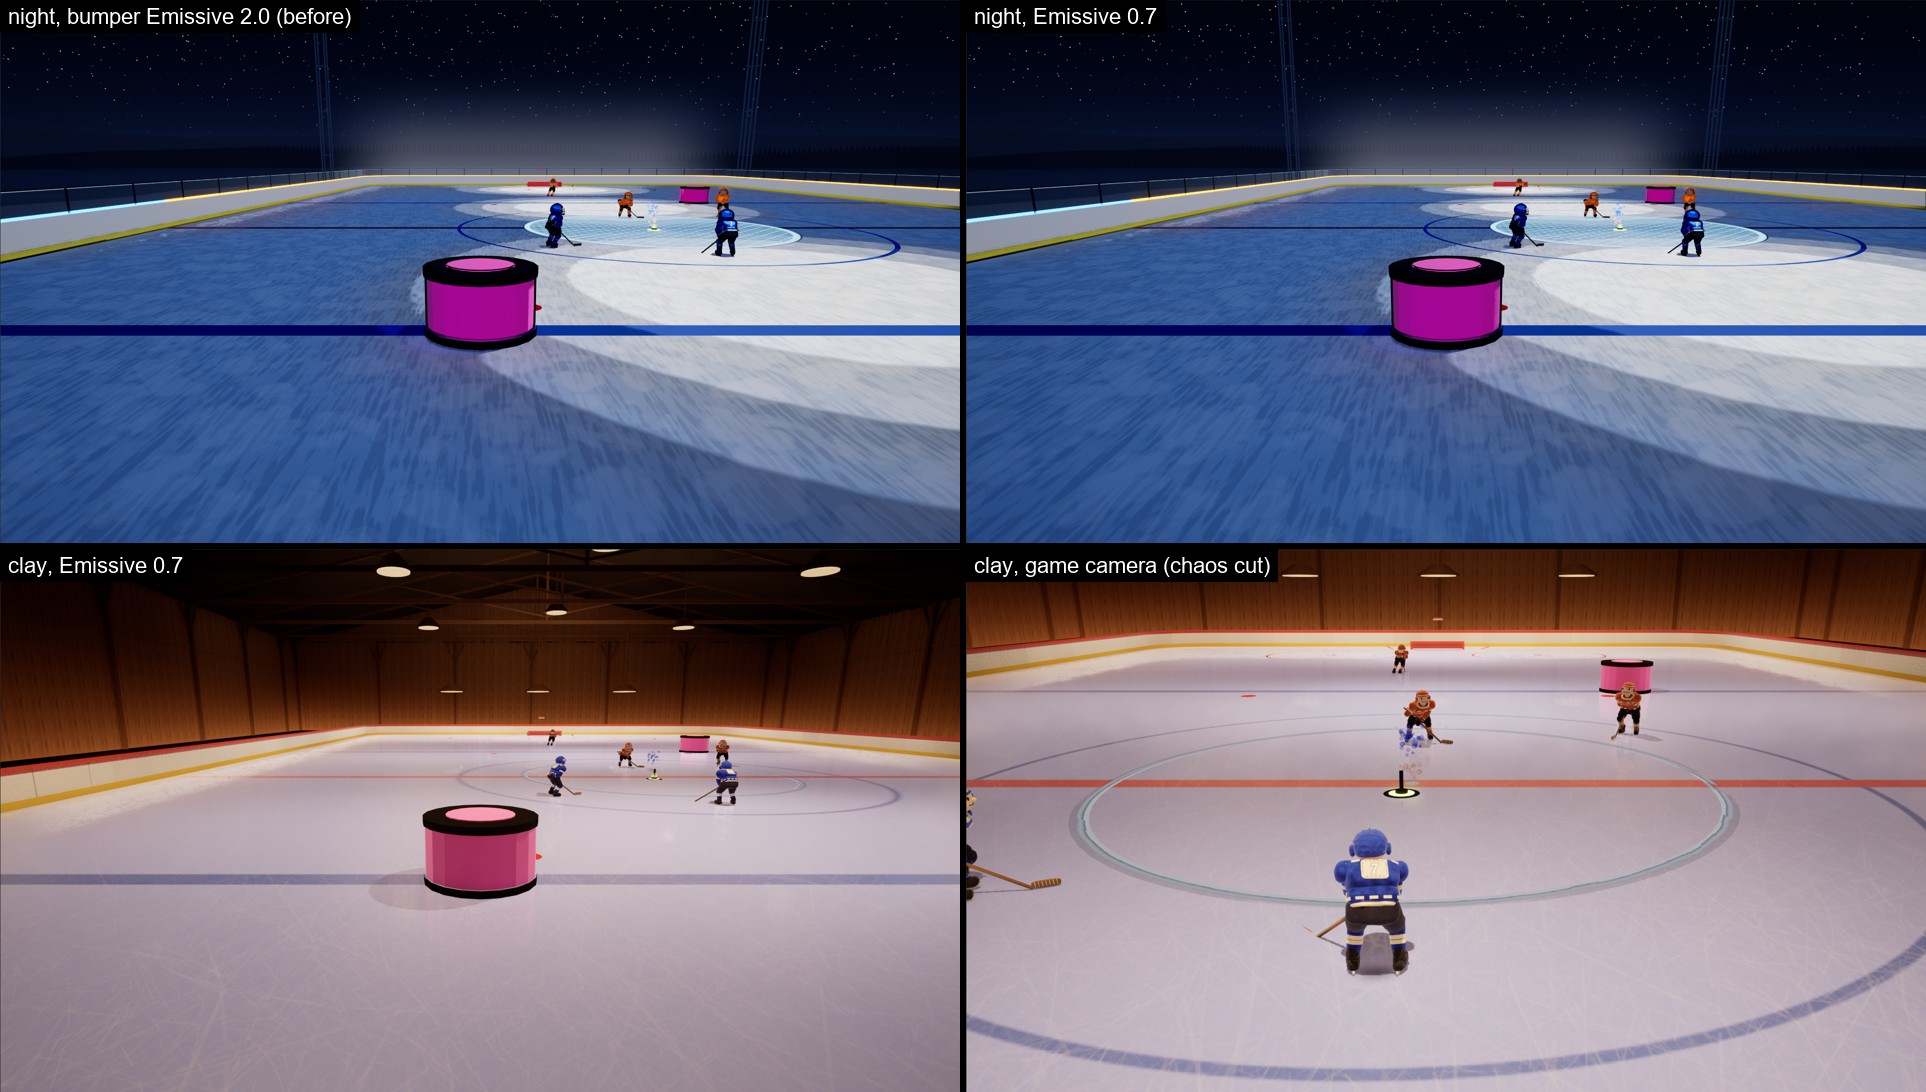 night, bumper Emissive 2.0 (before)
night, Emissive 0.7
clay, Emissive 0.7
clay, game camera (chaos cut)